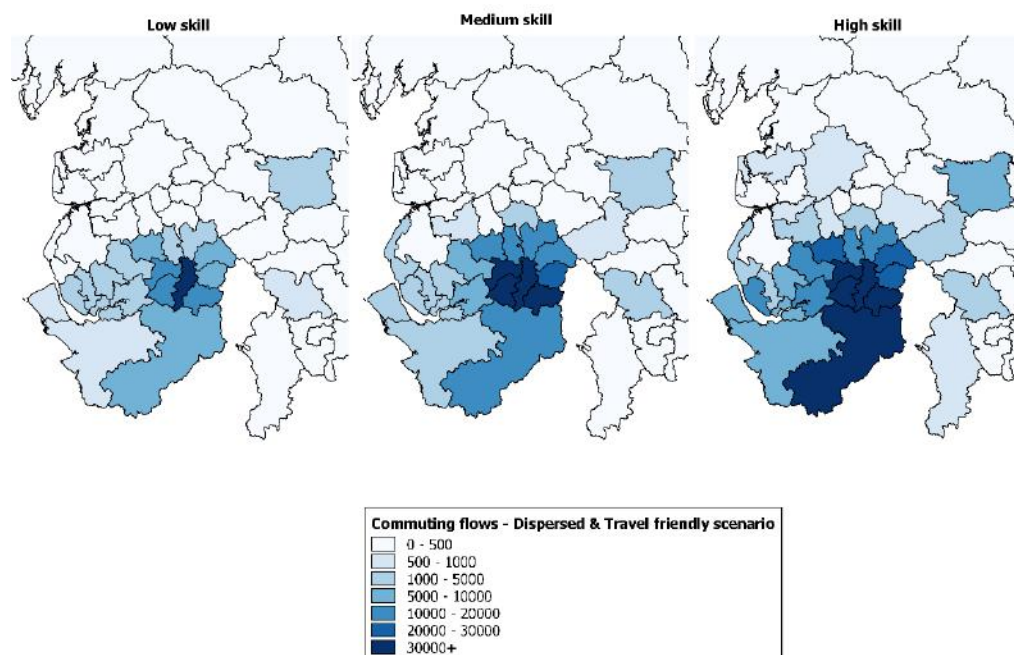 Low skill
Medium skill
High skill
Commuting flows - Dispersed & Travel friendly scenario
0 - 500
500 - 1000
1000 - 5000
5000 - 10000
10000 - 20000
20000 - 30000
30000+